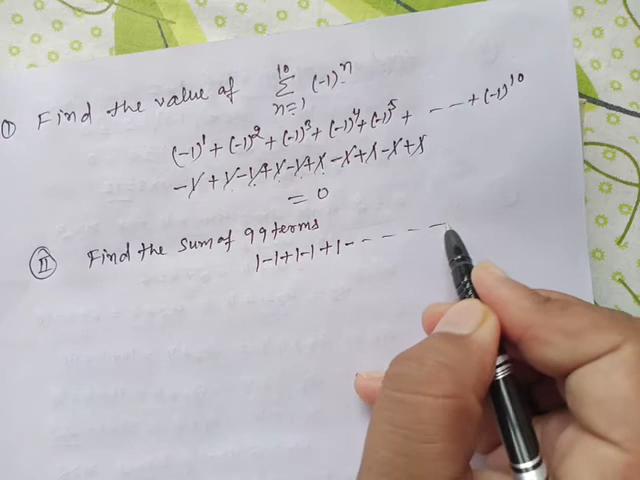 I Find the value of 10 Σ n=1 (-1)^n
(-1)^1 + (-1)^2 + (-1)^3 + (-1)^4 + (-1)^5 + - - - + (-1)^10
-1 + 1 - 1 + 1 - 1 + 1 - 1 + 1 - 1 + 1
= 0
II Find the sum of 99 terms
1-1+1-1+1- - - - - -